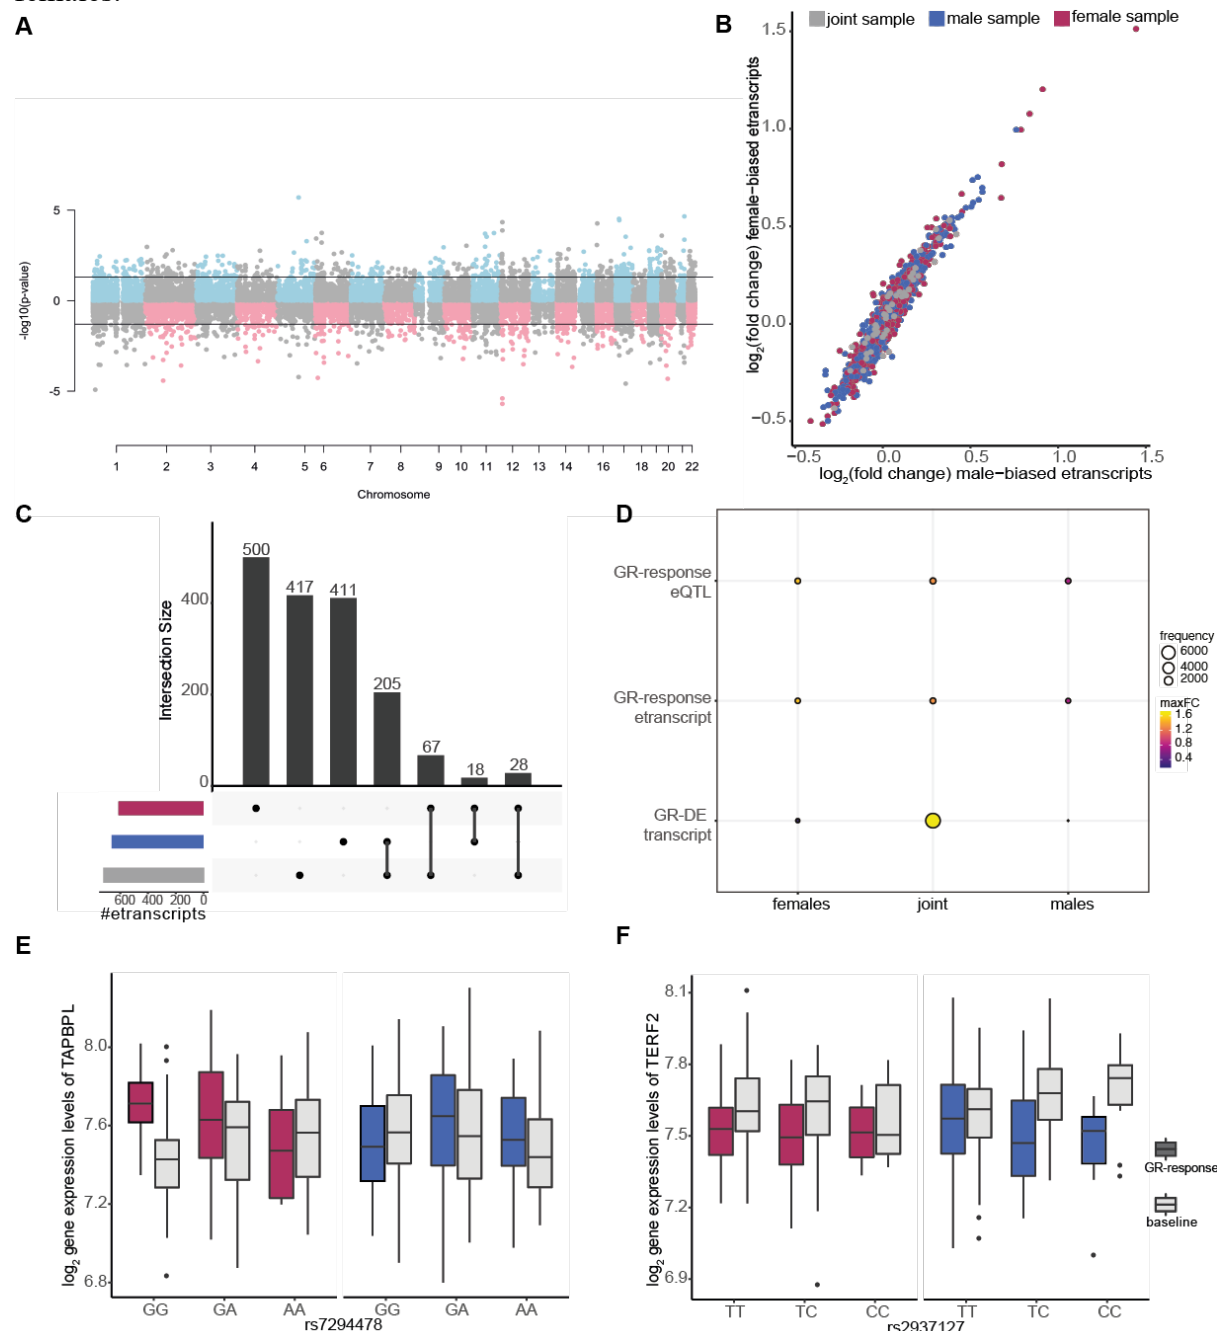 A
5
0
-5
-log10(p-value)
1 2 3 4 5 6 7 8 9 10 11 12 13 14 16 18 20 22
Chromosome
B
joint sample male sample female sample
1.5
1.0
0.5
0.0
−0.5
log2(fold change) female−biased etranscripts
−0.5 0.0 0.5 1.0 1.5
log2(fold change) male−biased etranscripts
C
Intersection Size
400
200
0
500
417
411
205
67
18
28
600 400 200 0
#etranscripts
D
GR-response
eQTL
GR-response
etranscript
GR-DE
transcript
females joint males
frequency
6000
4000
2000
maxFC
1.6
1.2
0.8
0.4
E
log2 gene expression levels of TAPBPL
8.0
7.6
7.2
6.8
GG GA AA GG GA AA
rs7294478
F
log2 gene expression levels of TERF2
8.1
7.8
7.5
7.2
6.9
TT TC CC TT TC CC
rs2937127
GR-response
baseline